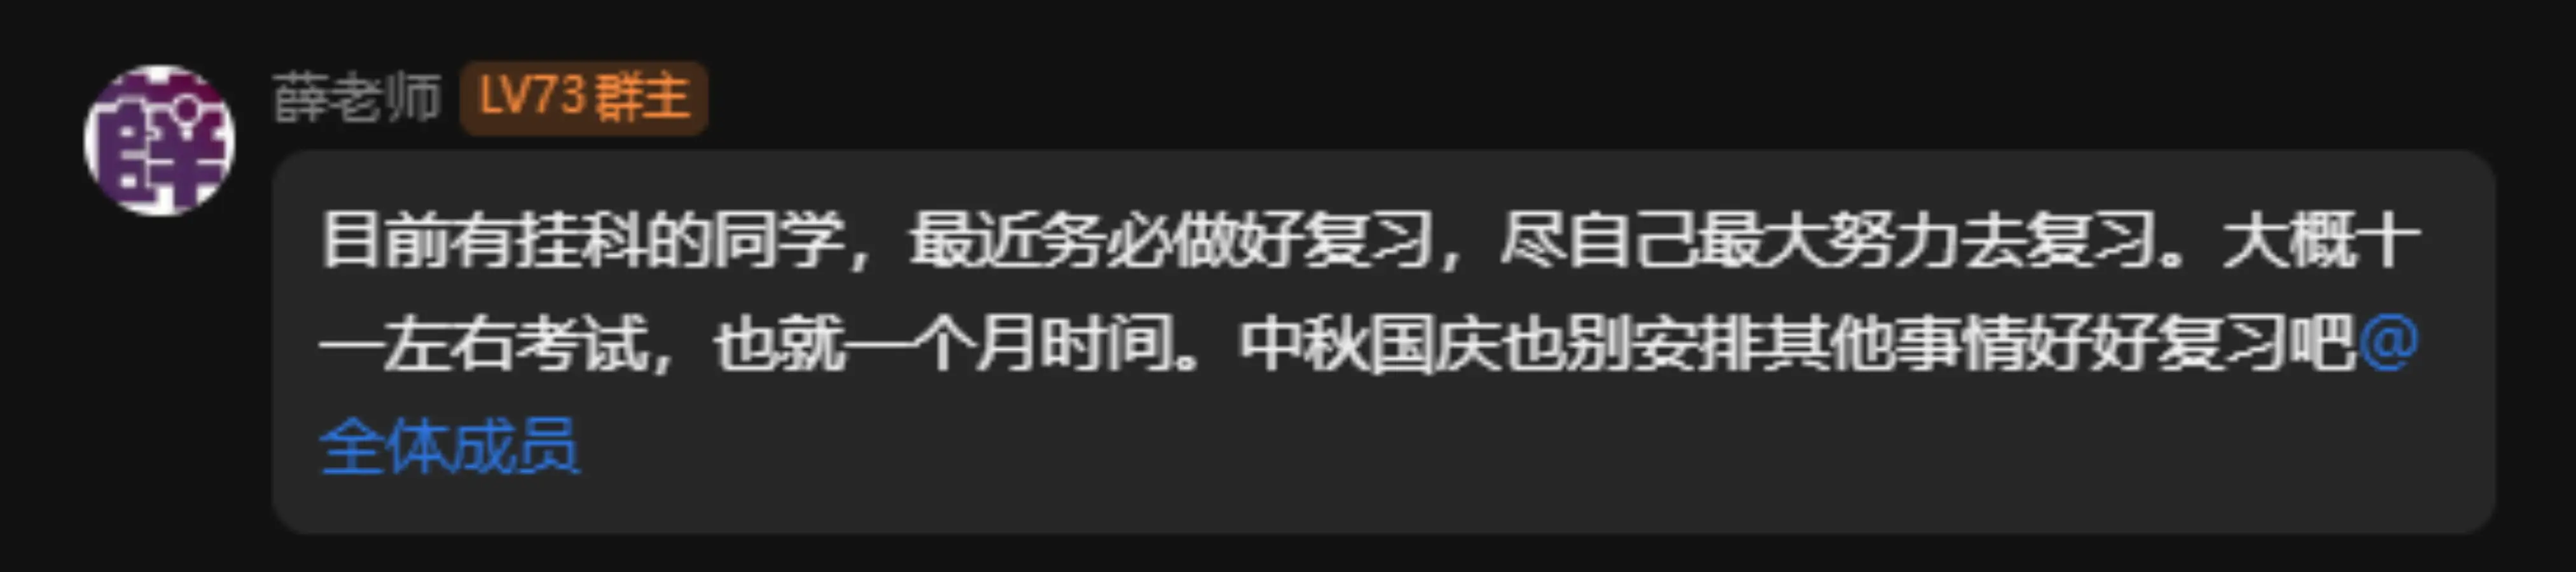 薛老师 LV73 群主
目前有挂科的同学，最近务必做好复习，尽自己最大努力去复习。大概十
一左右考试，也就一个月时间。中秋国庆也别安排其他事情好好复习吧@
全体成员